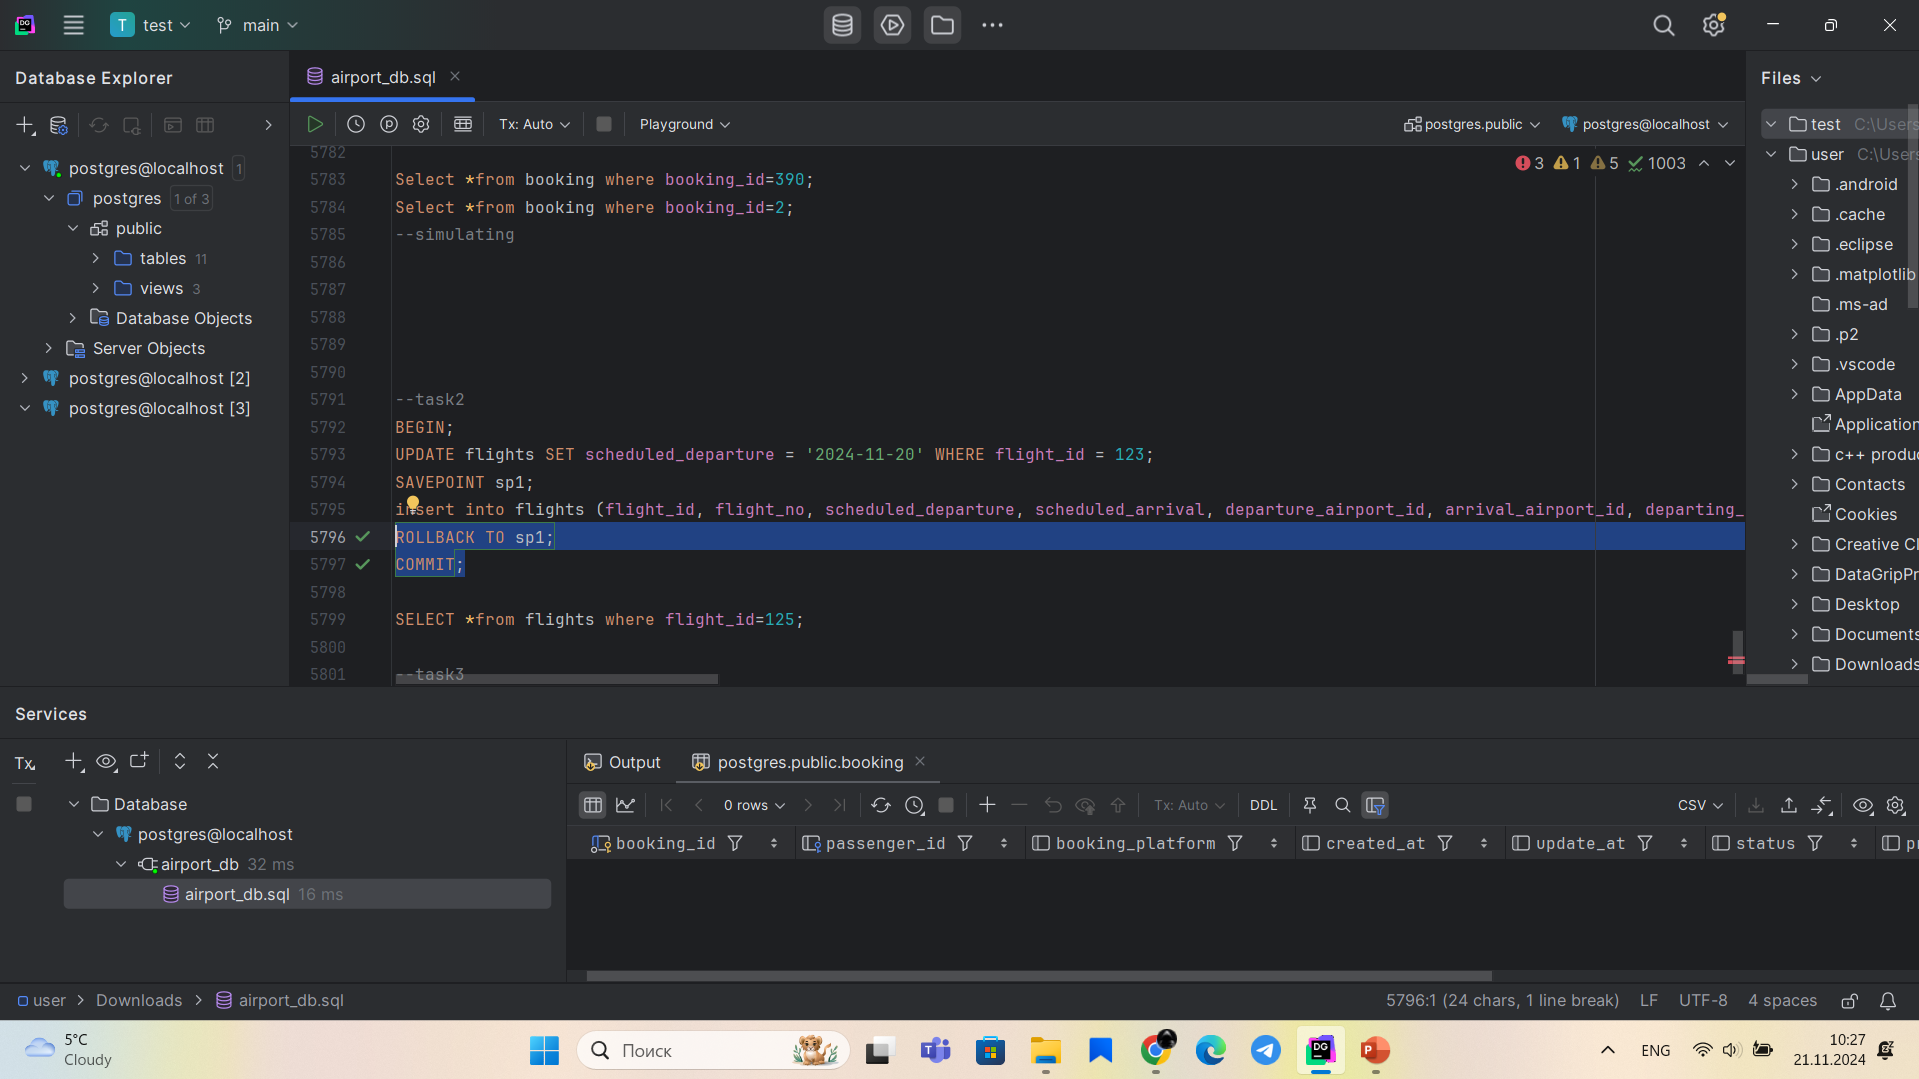 T test main
Database Explorer
airport_db.sql
Files
Tx: Auto Playground postgres.public postgres@localhost
postgres@localhost 1
postgres 1 of 3
public
tables 11
views 3
Database Objects
Server Objects
postgres@localhost [2]
postgres@localhost [3]
3 1 5 1003
5782
5783 Select *from booking where booking_id=390;
5784 Select *from booking where booking_id=2;
5785 --simulating
5786
5787
5788
5789
5790
5791 --task2
5792 BEGIN;
5793 UPDATE flights SET scheduled_departure = '2024-11-20' WHERE flight_id = 123;
5794 SAVEPOINT sp1;
5795 insert into flights (flight_id, flight_no, scheduled_departure, scheduled_arrival, departure_airport_id, arrival_airport_id, departing_
5796 ROLLBACK TO sp1;
5797 COMMIT;
5798
5799 SELECT *from flights where flight_id=125;
5800
5801 --task3
test C:\Users
user C:\Users
.android
.cache
.eclipse
.matplotlib
.ms-ad
.p2
.vscode
AppData
Application
c++ produ
Contacts
Cookies
Creative Cl
DataGripPr
Desktop
Documents
Downloads
Services
Tx
Database
postgres@localhost
airport_db 32 ms
airport_db.sql 16 ms
Output postgres.public.booking
0 rows Tx: Auto DDL CSV
booking_id passenger_id booking_platform created_at update_at status pr
user > Downloads > airport_db.sql
5796:1 (24 chars, 1 line break) LF UTF-8 4 spaces
5°C
Cloudy
Поиск
ENG
10:27
21.11.2024